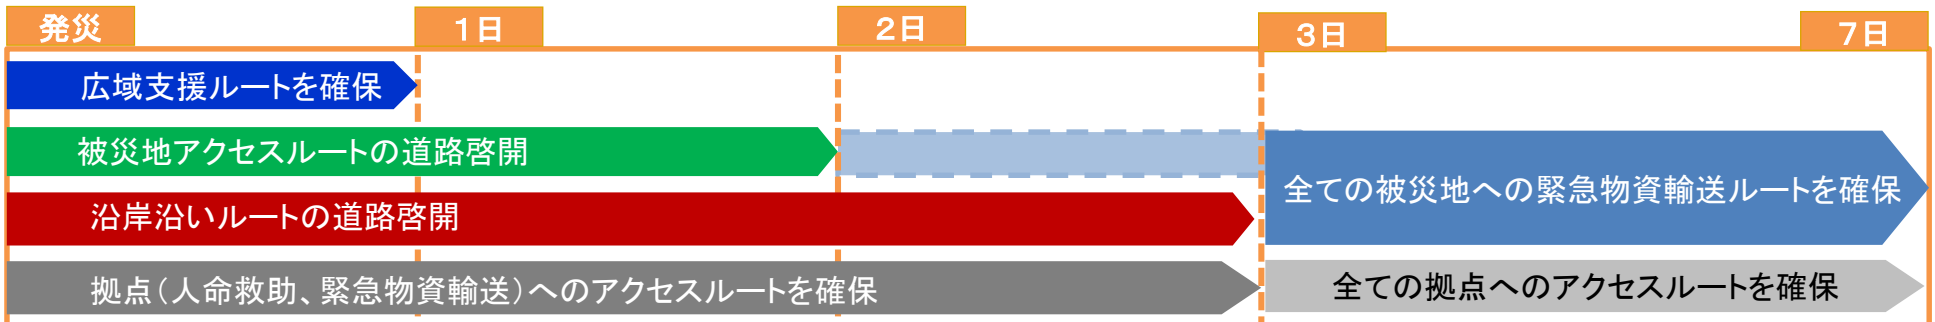 発災
1日
2日
3日
7日
広域支援ルートを確保
被災地アクセスルートの道路啓開
全ての被災地への緊急物資輸送ルートを確保
沿岸沿いルートの道路啓開
拠点(人命救助、緊急物資輸送)へのアクセスルートを確保
全ての拠点へのアクセスルートを確保